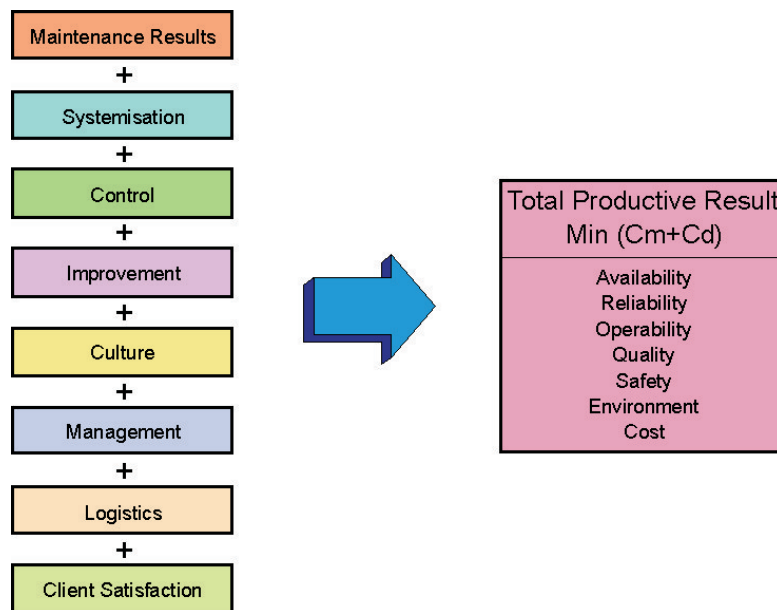 Maintenance Results
+
Systemisation
+
Control
+
Improvement
+
Culture
+
Management
+
Logistics
+
Client Satisfaction
Total Productive Result
Min (Cm+Cd)
Availability
Reliability
Operability
Quality
Safety
Environment
Cost